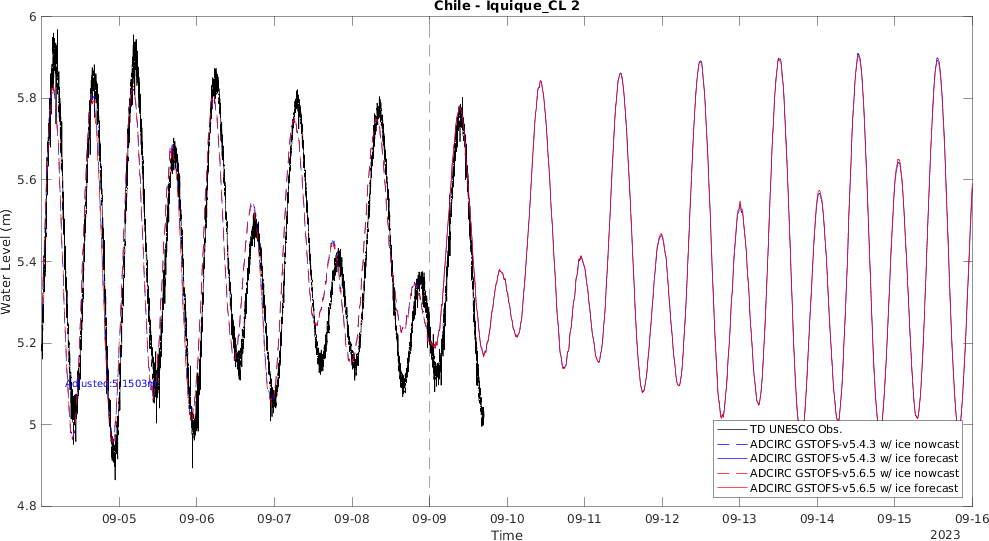 Chile - Iquique_CL 2
6
5.8
5.6
5.4
5.2
5
4.8
Water Level (m)
Adjusted:5.1503m
TD UNESCO Obs.
ADCIRC GSTOFS-v5.4.3 w/ ice nowcast
ADCIRC GSTOFS-v5.4.3 w/ ice forecast
ADCIRC GSTOFS-v5.6.5 w/ ice nowcast
ADCIRC GSTOFS-v5.6.5 w/ ice forecast
09-05 09-06 09-07 09-08 09-09 09-10 09-11 09-12 09-13 09-14 09-15 09-16
Time
2023